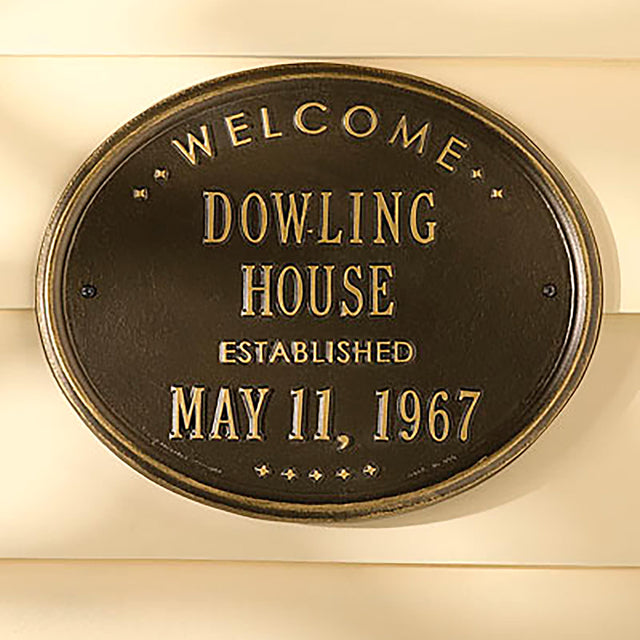 WELCOME
DOWLING
HOUSE
ESTABLISHED
MAY 11, 1967